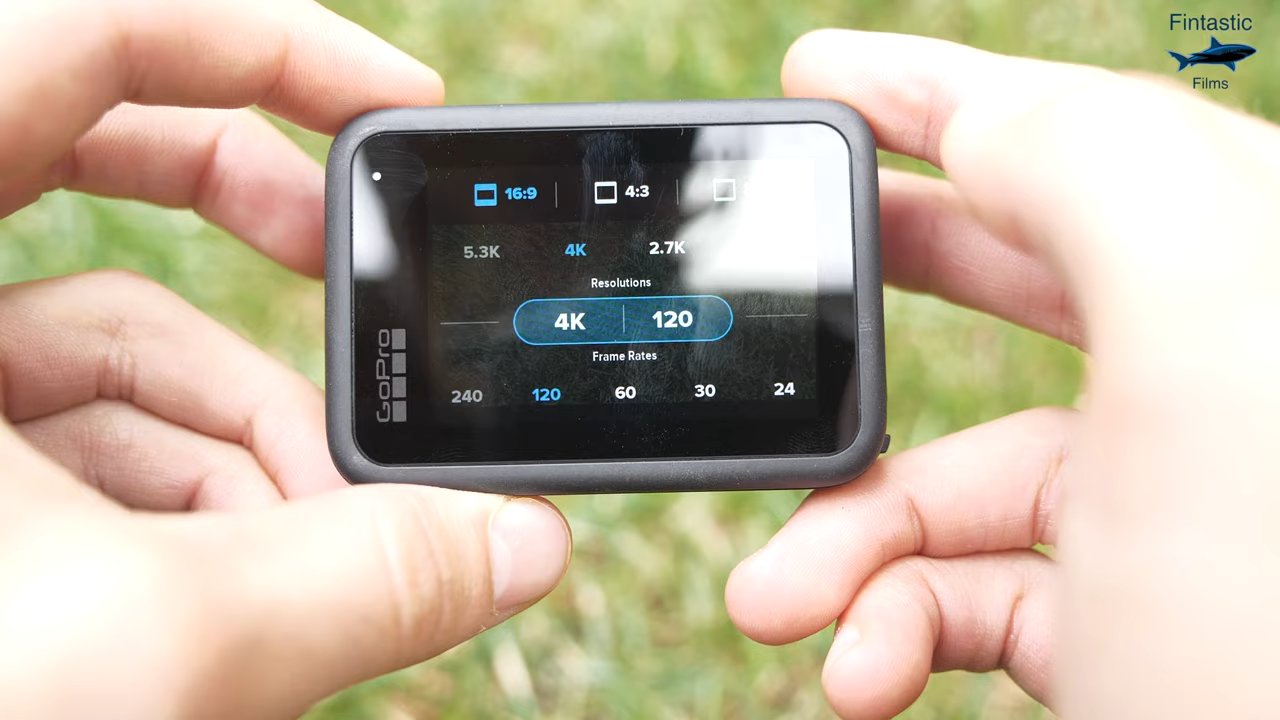 Fintastic
Films
16:9 4:3
5.3K 4K 2.7K
Resolutions
4K 120
Frame Rates
240 120 60 30 24
GoPro